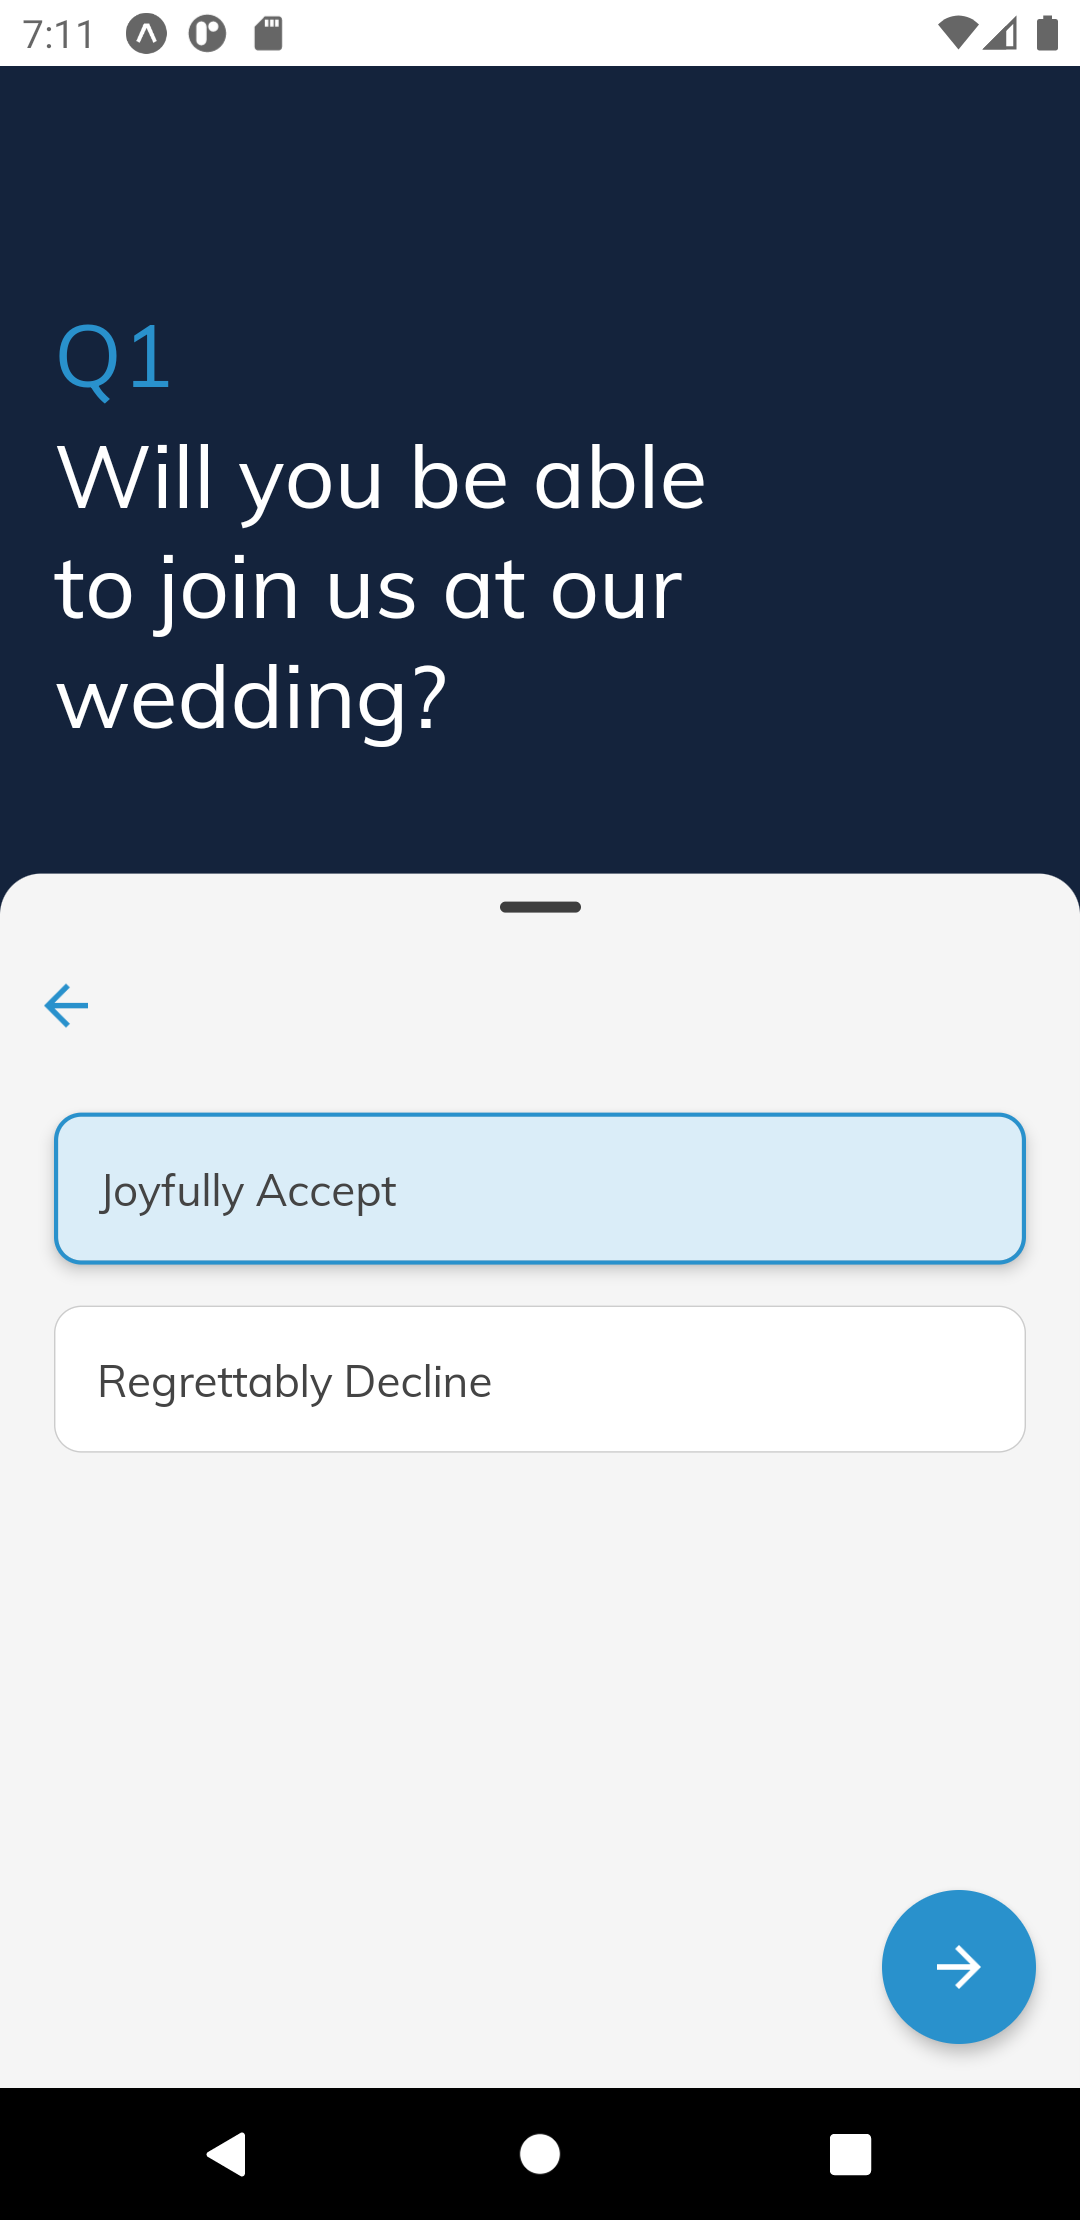 7:11
Q1
Will you be able
to join us at our
wedding?
Joyfully Accept
Regrettably Decline